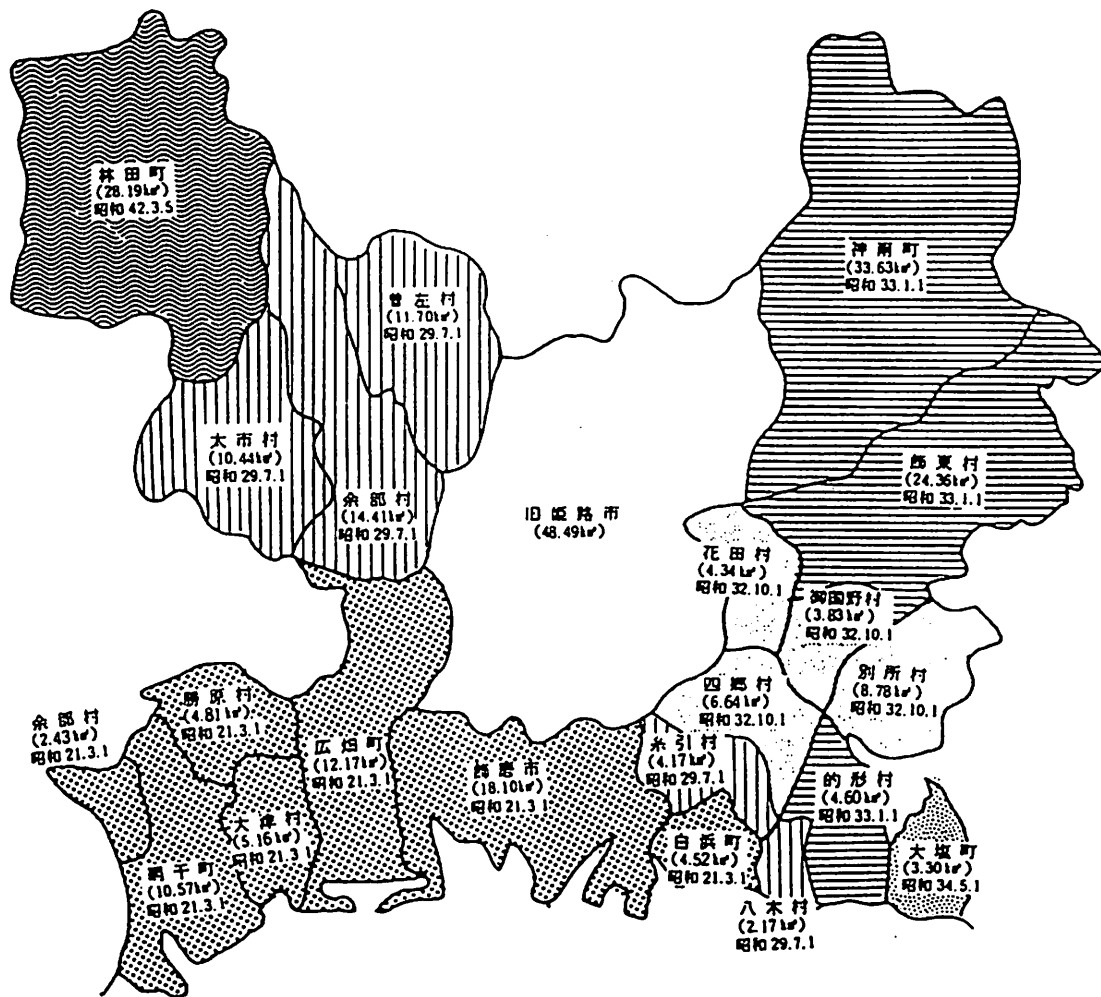 林田町
(28.19㎢)
昭和42.3.5
神南町
(33.63㎢)
昭和33.1.1
曽左村
(11.70㎢)
昭和29.7.1
太市村
(10.44㎢)
昭和29.7.1
余部村
(14.41㎢)
昭和29.7.1
飾東村
(24.36㎢)
昭和33.1.1
旧姫路市
(48.49㎢)
花田村
(4.34㎢)
昭和32.10.1
御国野村
(3.83㎢)
昭和32.10.1
別所村
(8.78㎢)
昭和32.10.1
四郷村
(6.64㎢)
昭和32.10.1
糸引村
(4.17㎢)
昭和29.7.1
勝原村
(4.81㎢)
昭和21.3.1
余部村
(2.43㎢)
昭和21.3.1
広畑町
(12.17㎢)
昭和21.3.1
飾磨市
(18.10㎢)
昭和21.3.1
的形村
(4.60㎢)
昭和33.1.1
大津村
(5.16㎢)
昭和21.3.1
白浜町
(4.52㎢)
昭和21.3.1
大塩町
(3.30㎢)
昭和34.5.1
網干町
(10.57㎢)
昭和21.3.1
八木村
(2.17㎢)
昭和29.7.1